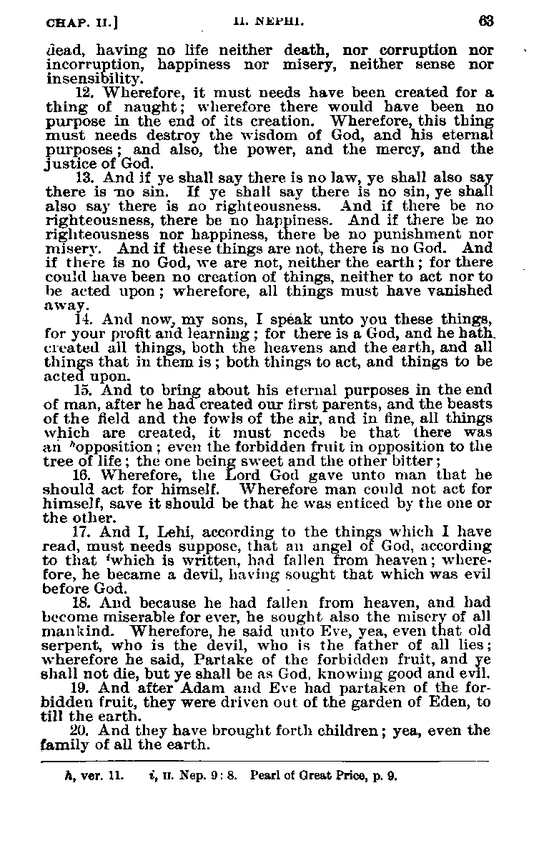 CHAP. II.] II. NEPHI. 63
dead, having no life neither death, nor corruption nor
incorruption, happiness nor misery, neither sense nor
insensibility.
12. Wherefore, it must needs have been created for a
thing of naught; wherefore there would have been no
purpose in the end of its creation. Wherefore, this thing
must needs destroy the wisdom of God, and his eternal
purposes; and also, the power, and the mercy, and the
justice of God.
13. And if ye shall say there is no law, ye shall also say
there is no sin. If ye shall say there is no sin, ye shall
also say there is no righteousness. And if there be no
righteousness, there be no happiness. And if there be no
righteousness nor happiness, there be no punishment nor
misery. And if these things are not, there is no God. And
if there is no God, we are not, neither the earth; for there
could have been no creation of things, neither to act nor to
be acted upon; wherefore, all things must have vanished
away.
14. And now, my sons, I speak unto you these things,
for your profit and learning; for there is a God, and he hath
created all things, both the heavens and the earth, and all
things that in them is; both things to act, and things to be
acted upon.
15. And to bring about his eternal purposes in the end
of man, after he had created our first parents, and the beasts
of the field and the fowls of the air, and in fine, all things
which are created, it must needs be that there was
an ʰopposition; even the forbidden fruit in opposition to the
tree of life; the one being sweet and the other bitter;
16. Wherefore, the Lord God gave unto man that he
should act for himself. Wherefore man could not act for
himself, save it should be that he was enticed by the one or
the other.
17. And I, Lehi, according to the things which I have
read, must needs suppose, that an angel of God, according
to that ⁱwhich is written, had fallen from heaven; where-
fore, he became a devil, having sought that which was evil
before God.
18. And because he had fallen from heaven, and had
become miserable for ever, he sought also the misery of all
mankind. Wherefore, he said unto Eve, yea, even that old
serpent, who is the devil, who is the father of all lies;
wherefore he said, Partake of the forbidden fruit, and ye
shall not die, but ye shall be as God, knowing good and evil.
19. And after Adam and Eve had partaken of the for-
bidden fruit, they were driven out of the garden of Eden, to
till the earth.
20. And they have brought forth children; yea, even the
family of all the earth.
h, ver. 11. i, II. Nep. 9: 8. Pearl of Great Price, p. 9.